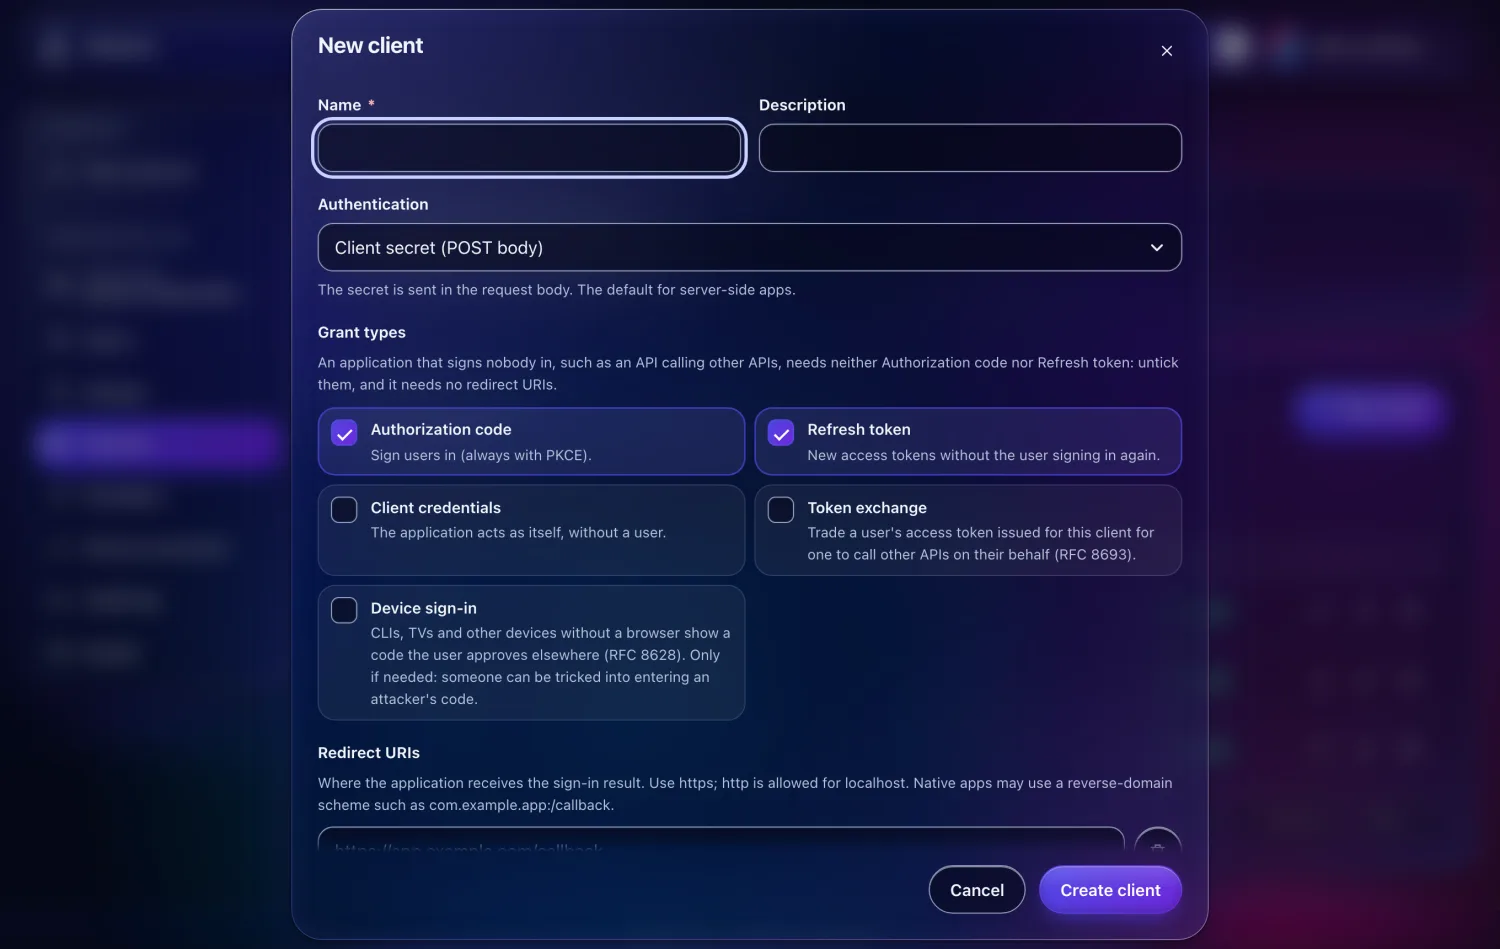 New client
Name *
Description
Authentication
Client secret (POST body)
The secret is sent in the request body. The default for server-side apps.
Grant types
An application that signs nobody in, such as an API calling other APIs, needs neither Authorization code nor Refresh token: untick
them, and it needs no redirect URIs.
Authorization code
Sign users in (always with PKCE).
Refresh token
New access tokens without the user signing in again.
Client credentials
The application acts as itself, without a user.
Token exchange
Trade a user's access token issued for this client for
one to call other APIs on their behalf (RFC 8693).
Device sign-in
CLIs, TVs and other devices without a browser show a
code the user approves elsewhere (RFC 8628). Only
if needed: someone can be tricked into entering an
attacker's code.
Redirect URIs
Where the application receives the sign-in result. Use https; http is allowed for localhost. Native apps may use a reverse-domain
scheme such as com.example.app:/callback.
https://app.example.com/callback
Cancel
Create client